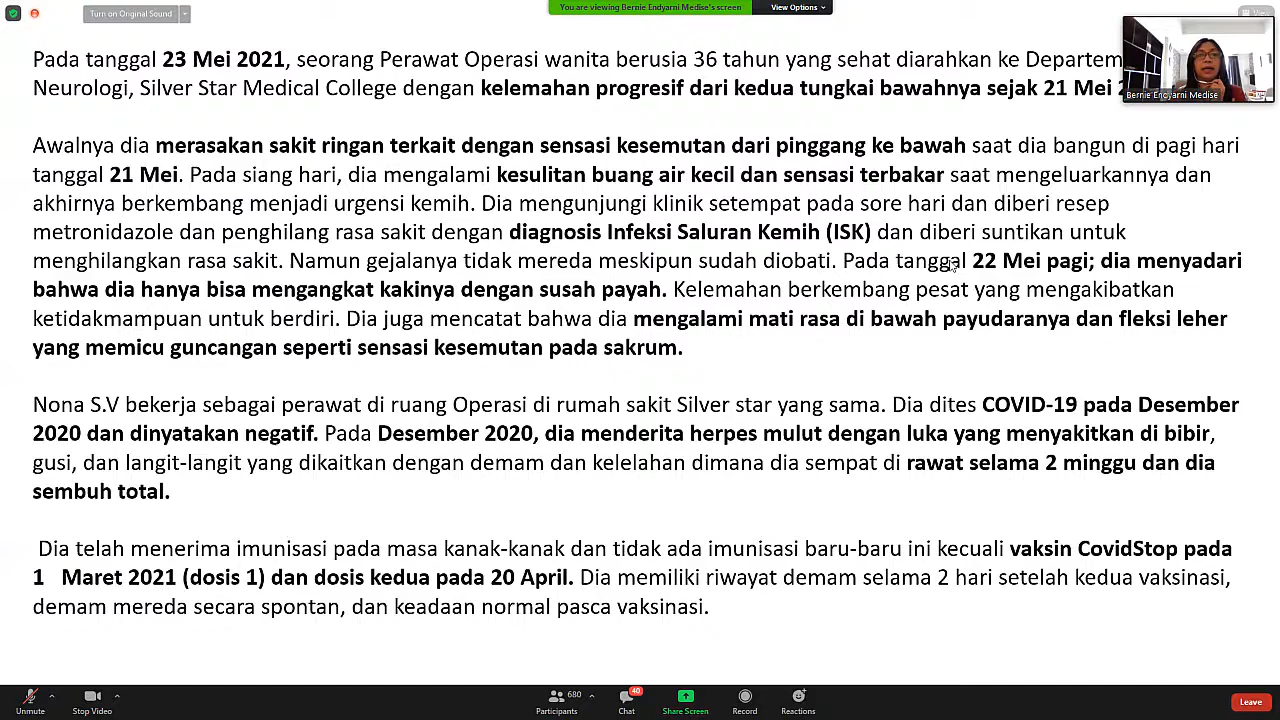 Turn on Original Sound
You are viewing Bernie Endyarni Medise's screen
View Options
View
Pada tanggal 23 Mei 2021, seorang Perawat Operasi wanita berusia 36 tahun yang sehat diarahkan ke Departem
Neurologi, Silver Star Medical College dengan kelemahan progresif dari kedua tungkai bawahnya sejak 21 Mei 2
Bernie Endyarni Medise
Awalnya dia merasakan sakit ringan terkait dengan sensasi kesemutan dari pinggang ke bawah saat dia bangun di pagi hari
tanggal 21 Mei. Pada siang hari, dia mengalami kesulitan buang air kecil dan sensasi terbakar saat mengeluarkannya dan
akhirnya berkembang menjadi urgensi kemih. Dia mengunjungi klinik setempat pada sore hari dan diberi resep
metronidazole dan penghilang rasa sakit dengan diagnosis Infeksi Saluran Kemih (ISK) dan diberi suntikan untuk
menghilangkan rasa sakit. Namun gejalanya tidak mereda meskipun sudah diobati. Pada tanggal 22 Mei pagi; dia menyadari
bahwa dia hanya bisa mengangkat kakinya dengan susah payah. Kelemahan berkembang pesat yang mengakibatkan
ketidakmampuan untuk berdiri. Dia juga mencatat bahwa dia mengalami mati rasa di bawah payudaranya dan fleksi leher
yang memicu guncangan seperti sensasi kesemutan pada sakrum.
Nona S.V bekerja sebagai perawat di ruang Operasi di rumah sakit Silver star yang sama. Dia dites COVID-19 pada Desember
2020 dan dinyatakan negatif. Pada Desember 2020, dia menderita herpes mulut dengan luka yang menyakitkan di bibir,
gusi, dan langit-langit yang dikaitkan dengan demam dan kelelahan dimana dia sempat di rawat selama 2 minggu dan dia
sembuh total.
Dia telah menerima imunisasi pada masa kanak-kanak dan tidak ada imunisasi baru-baru ini kecuali vaksin CovidStop pada
1 Maret 2021 (dosis 1) dan dosis kedua pada 20 April. Dia memiliki riwayat demam selama 2 hari setelah kedua vaksinasi,
demam mereda secara spontan, dan keadaan normal pasca vaksinasi.
Unmute
Stop Video
680
Participants
40
Chat
Share Screen
Record
Reactions
Leave